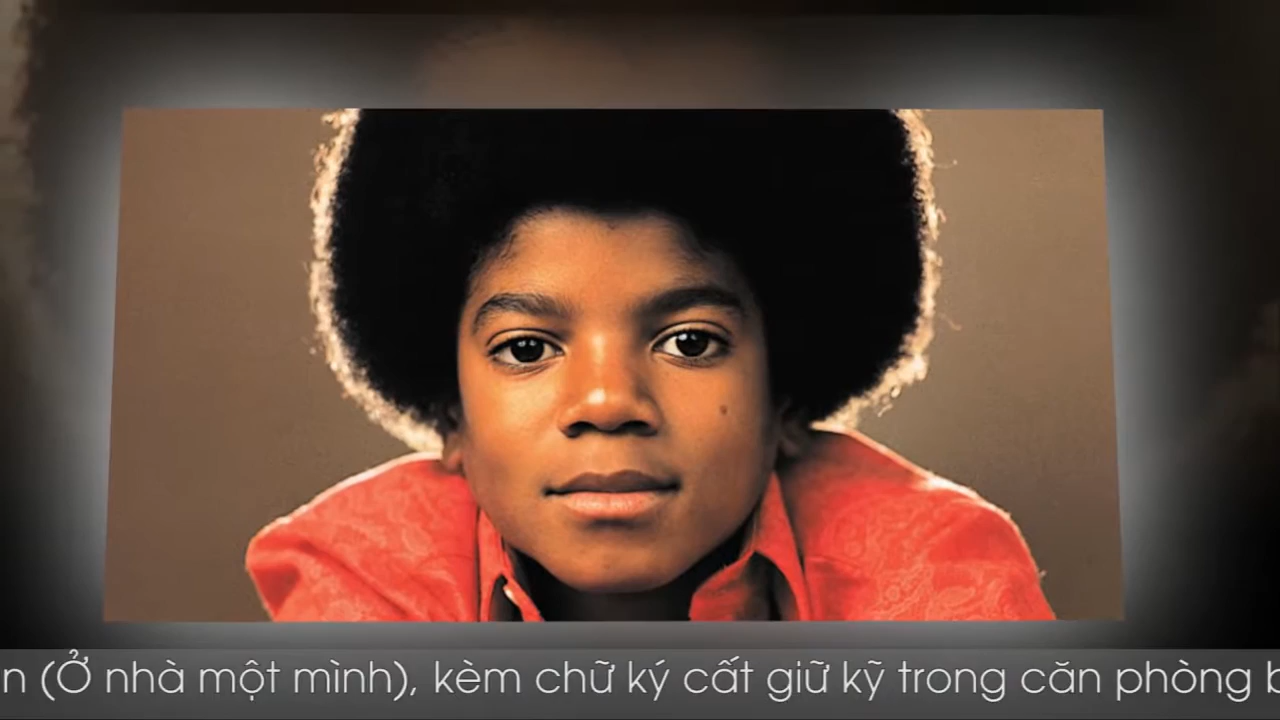 n (Ở nhà một mình), kèm chữ ký cất giữ kỹ trong căn phòng b